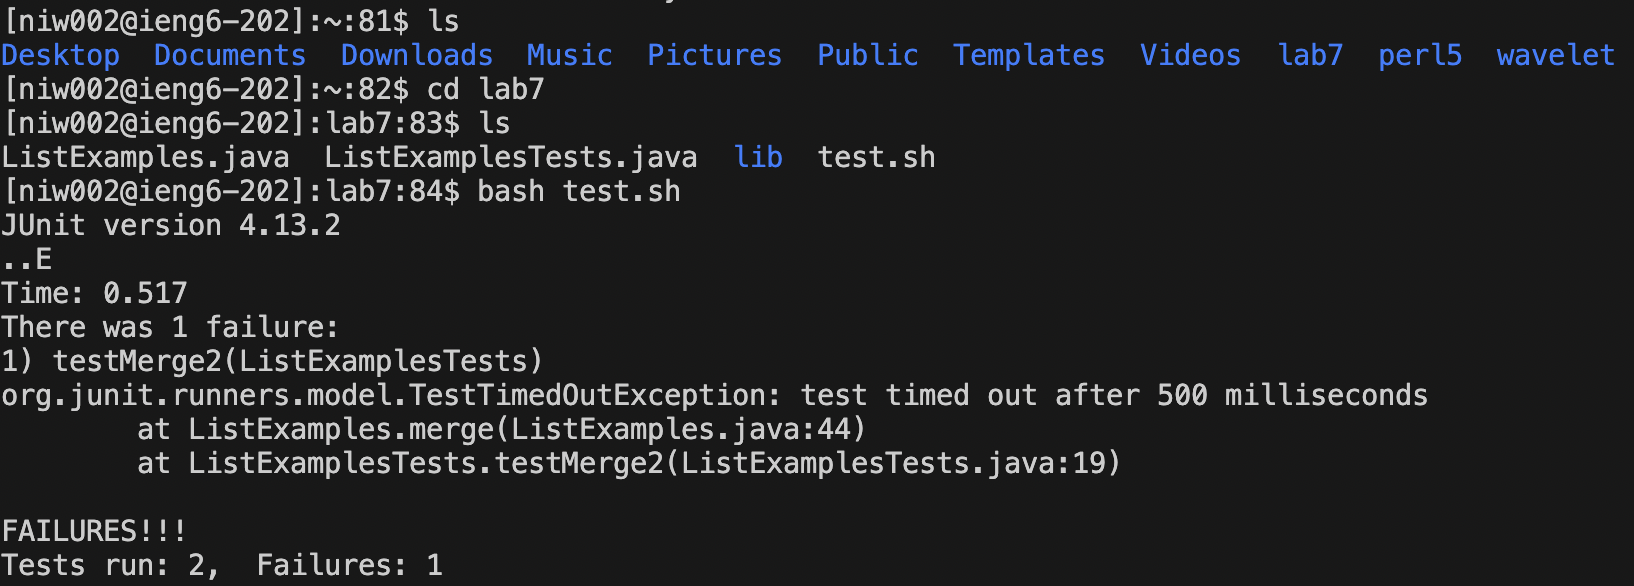 [niw002@ieng6-202]:~:81$ ls
Desktop  Documents  Downloads  Music  Pictures  Public  Templates  Videos  lab7  perl5  wavelet
[niw002@ieng6-202]:~:82$ cd lab7
[niw002@ieng6-202]:lab7:83$ ls
ListExamples.java  ListExamplesTests.java  lib  test.sh
[niw002@ieng6-202]:lab7:84$ bash test.sh
JUnit version 4.13.2
..E
Time: 0.517
There was 1 failure:
1) testMerge2(ListExamplesTests)
org.junit.runners.model.TestTimedOutException: test timed out after 500 milliseconds
        at ListExamples.merge(ListExamples.java:44)
        at ListExamplesTests.testMerge2(ListExamplesTests.java:19)

FAILURES!!!
Tests run: 2,  Failures: 1